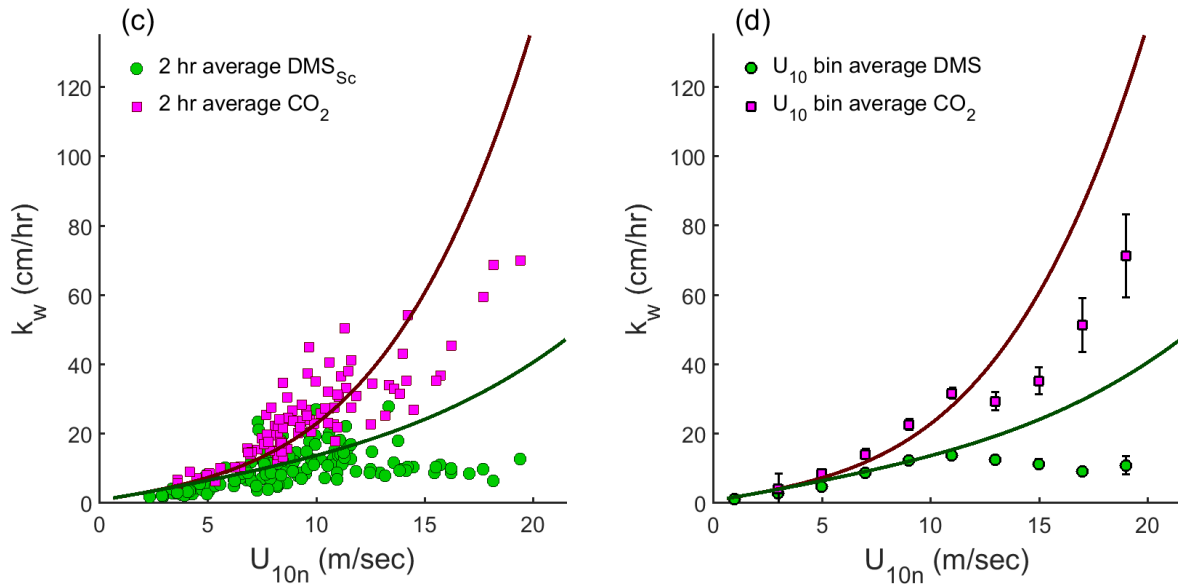 (c)
2 hr average DMS_Sc
2 hr average CO_2
k_w (cm/hr)
120
100
80
60
40
20
0
0 5 10 15 20
U_10n (m/sec)
(d)
U_10 bin average DMS
U_10 bin average CO_2
k_w (cm/hr)
120
100
80
60
40
20
0
0 5 10 15 20
U_10n (m/sec)